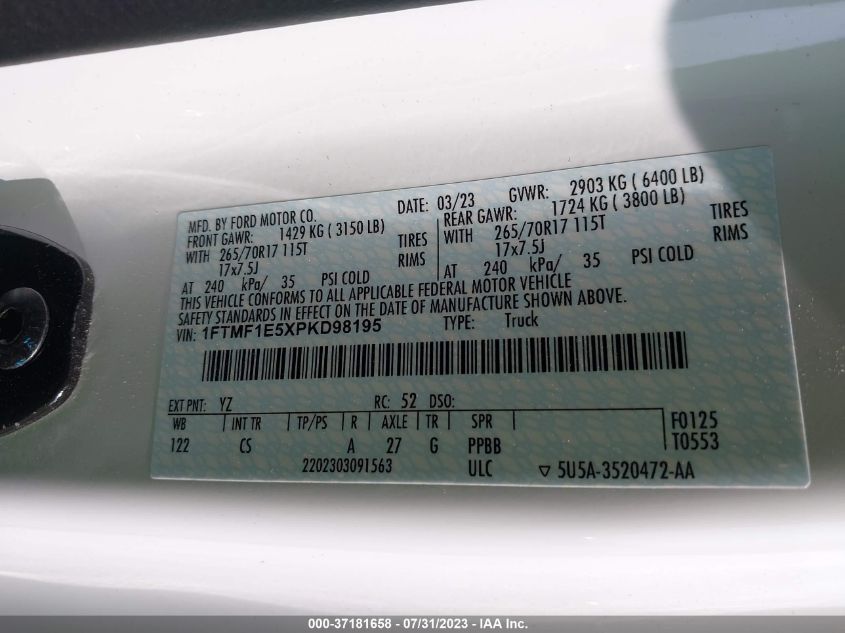 MFD. BY FORD MOTOR CO. DATE: 03/23 GVWR: 2903 KG ( 6400 LB)
FRONT GAWR: 1429 KG ( 3150 LB) REAR GAWR: 1724 KG ( 3800 LB)
WITH 265/70R17 115T TIRES WITH 265/70R17 115T TIRES
17x7.5J RIMS 17x7.5J RIMS
AT 240 kPa/ 35 PSI COLD AT 240 kPa/ 35 PSI COLD
THIS VEHICLE CONFORMS TO ALL APPLICABLE FEDERAL MOTOR VEHICLE
SAFETY STANDARDS IN EFFECT ON THE DATE OF MANUFACTURE SHOWN ABOVE.
VIN: 1FTMF1E5XPKD98195 TYPE: Truck
EXT PNT: YZ RC: 52 DSO:
WB INT TR TP/PS R AXLE TR SPR F0125
122 CS A 27 G PPBB T0553
2202303091563 ULC ▽ 5U5A-3520472-AA
000-37181658 - 07/31/2023 - IAA Inc.